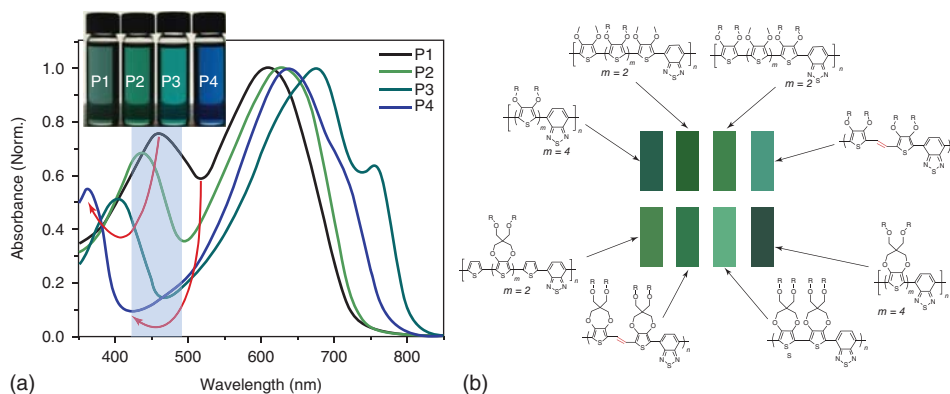 P1 P2 P3 P4
P1
P2
P3
P4
1.0
0.8
0.6
0.4
0.2
0.0
Absorbance (Norm.)
400 500 600 700 800
Wavelength (nm)
(a)
(b)
O O R R O O R R O O
S S S
m n
N S N
m = 2
O O R R O O R R O O
S S S
m n
N S N
m = 2
R R
O O
S
m n
N S N
m = 4
R R R R
O O O O
S S
n
N S N
R R
O O
O O
S S S
m n
N S N
m = 2
R R
O O
O O
S
m n
N S N
m = 4
R R R R
O O O O
O O O O
S S
n
N S N
R R R R
O O O O
O O O O
S S
S
n
N S N